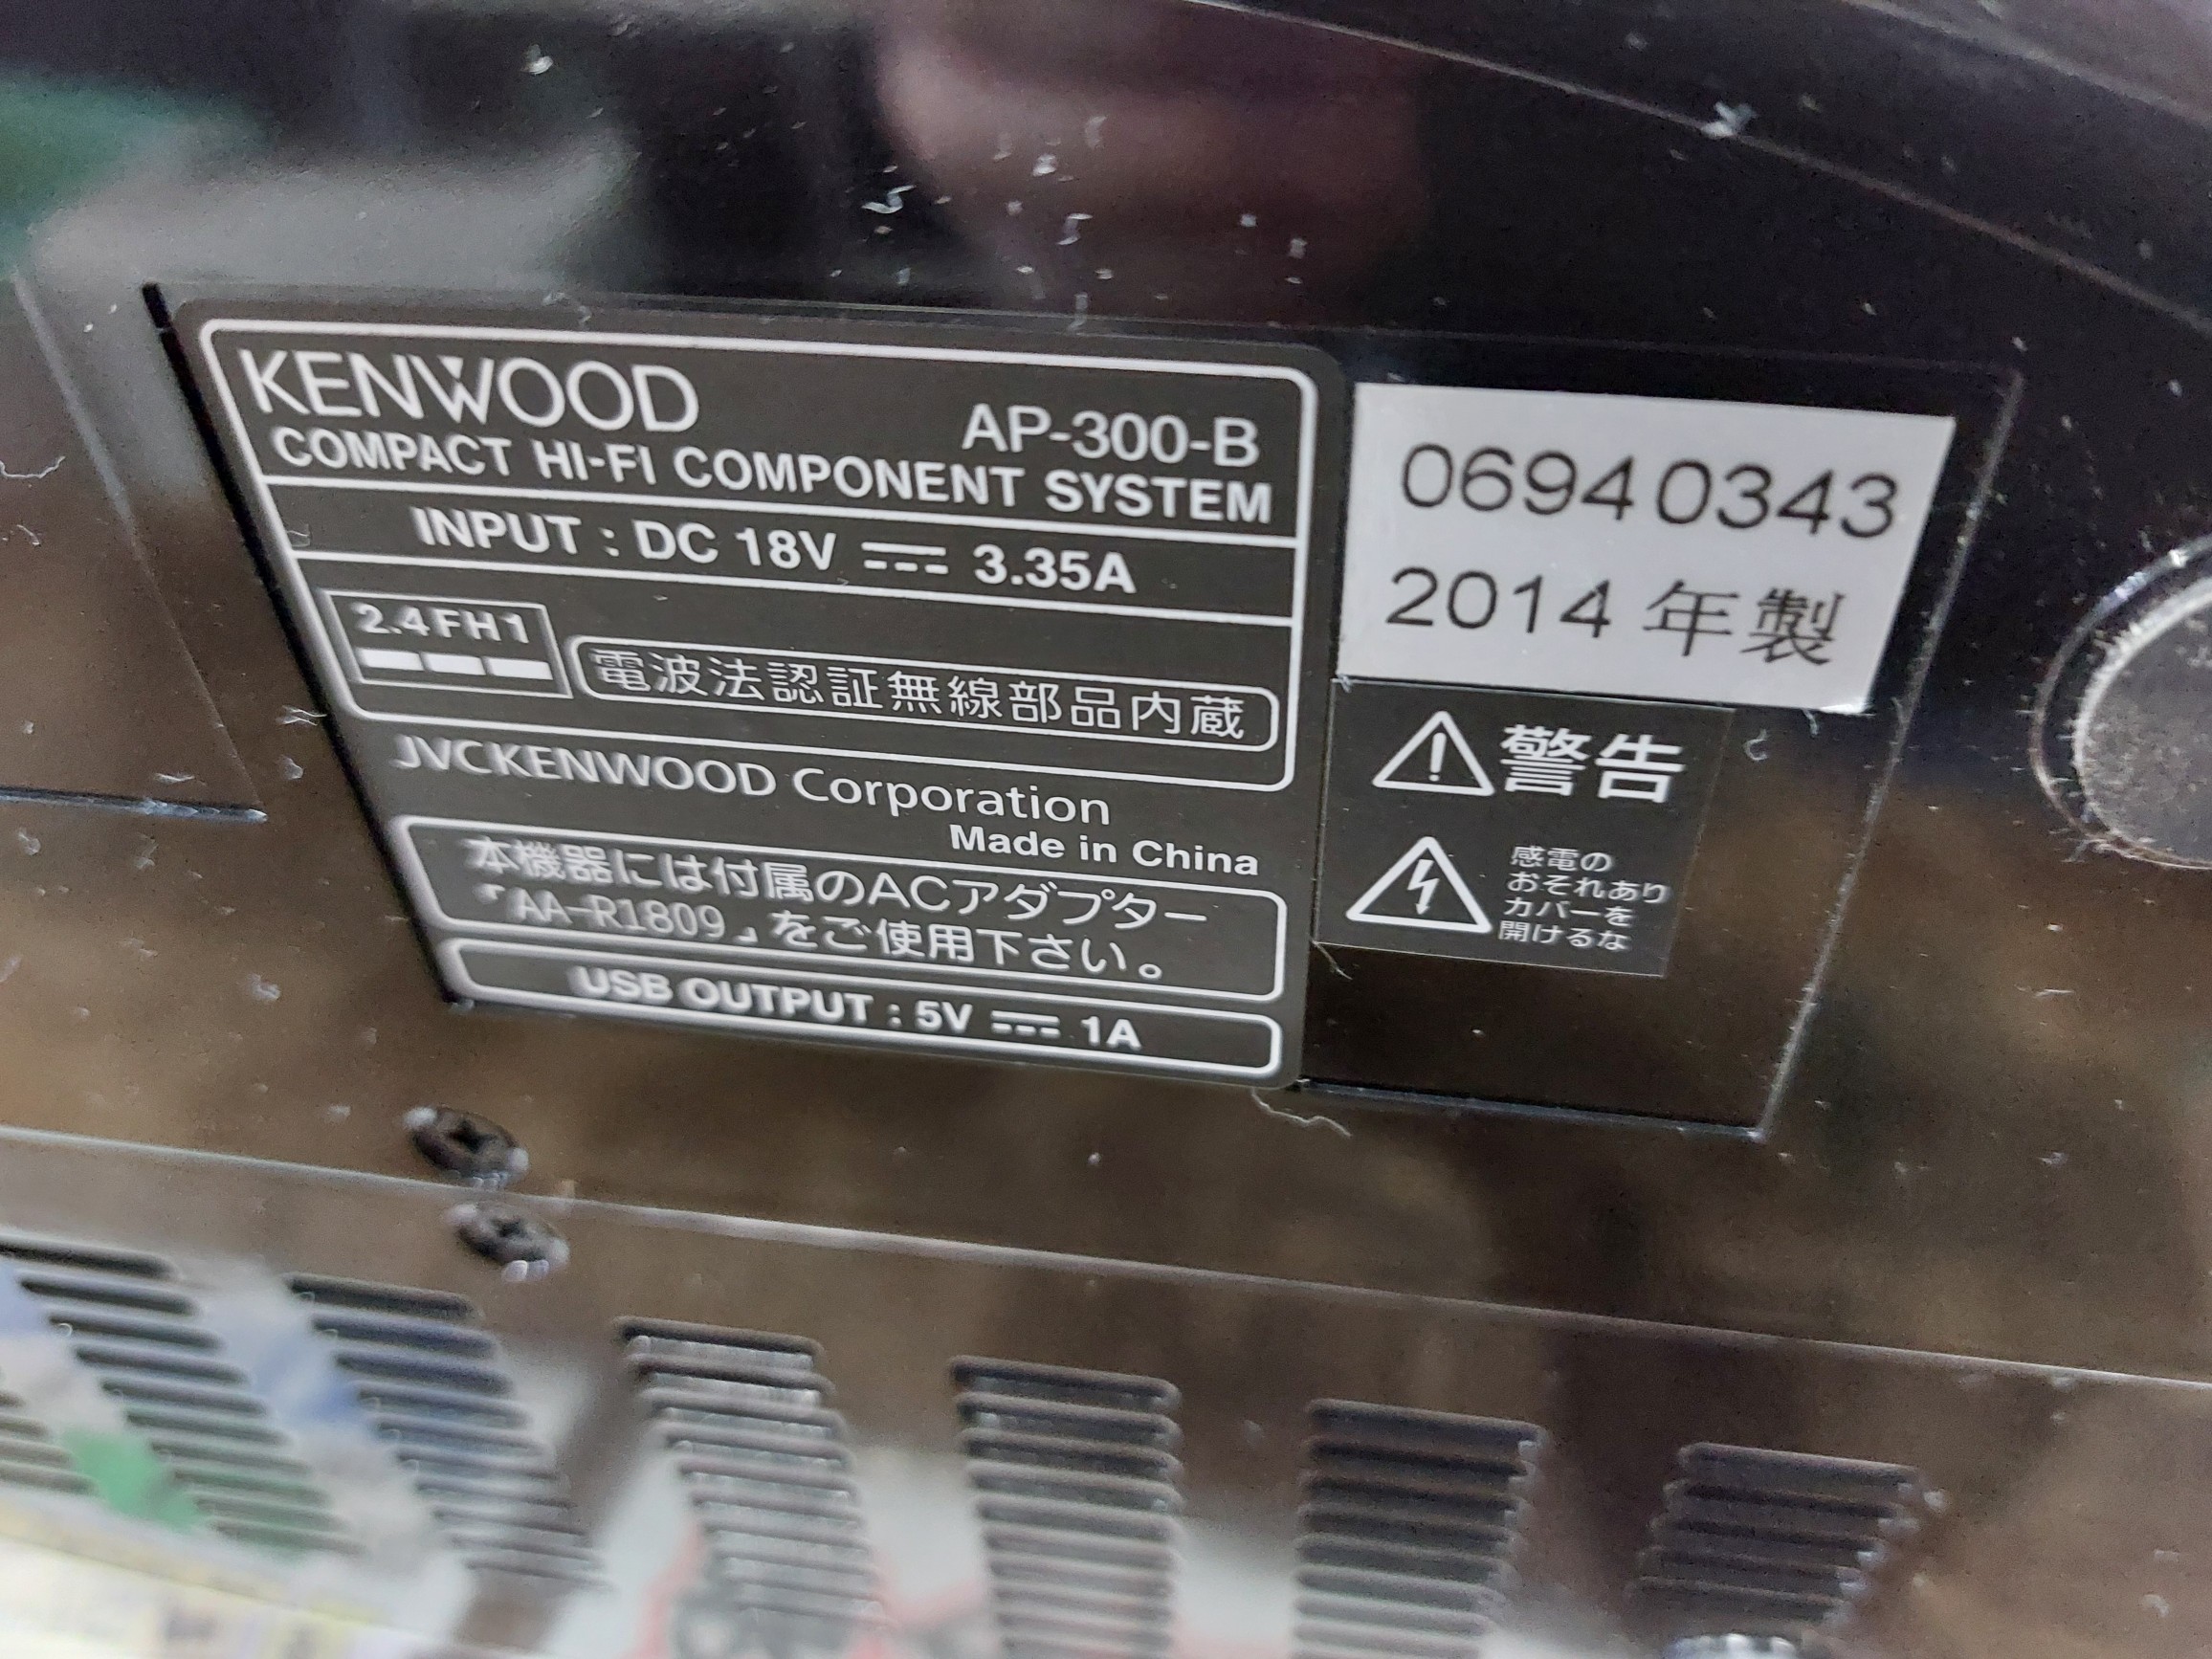 KENWOOD
AP-300-B
COMPACT HI-FI COMPONENT SYSTEM
INPUT : DC 18V ⎓ 3.35A
2.4FH1
電波法認証無線部品内蔵
JVCKENWOOD Corporation
Made in China
本機器には付属のACアダプター
「AA-R1809」をご使用下さい。
USB OUTPUT : 5V ⎓ 1A
06940343
2014 年製
警告
感電の
おそれあり
カバーを
開けるな